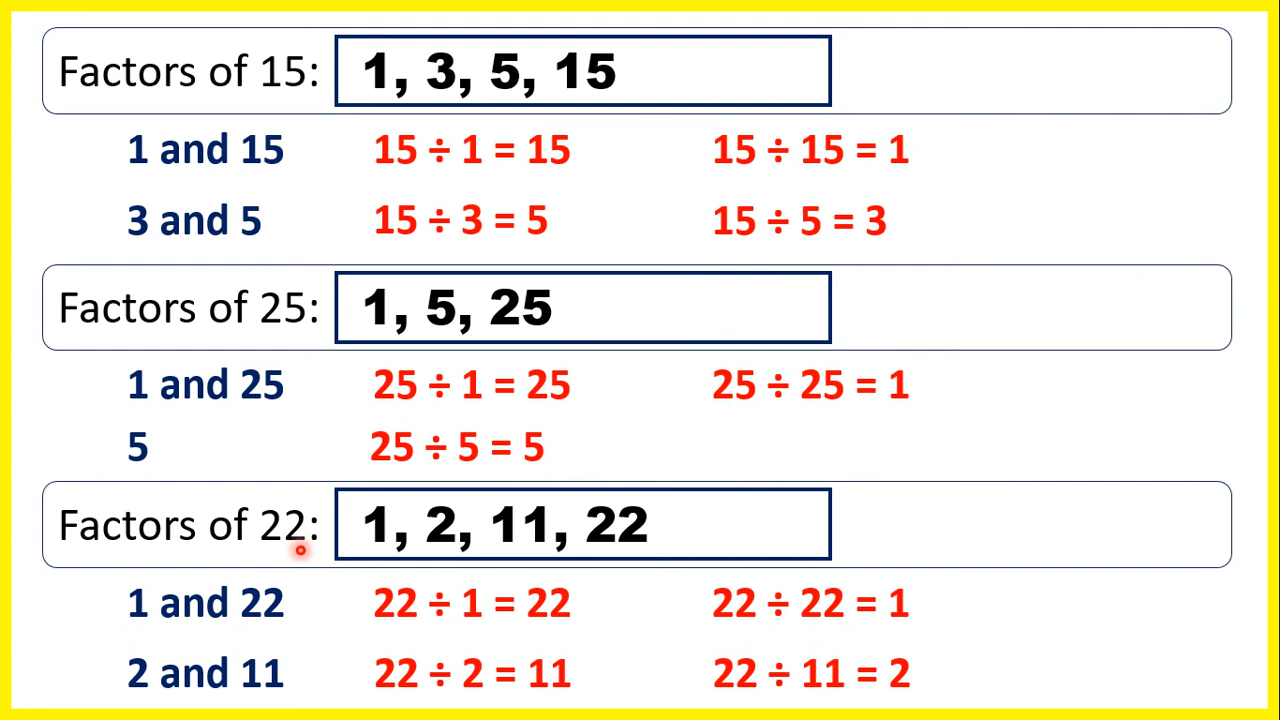 Factors of 15: 1, 3, 5, 15
1 and 15 15 ÷ 1 = 15 15 ÷ 15 = 1
3 and 5 15 ÷ 3 = 5 15 ÷ 5 = 3
Factors of 25: 1, 5, 25
1 and 25 25 ÷ 1 = 25 25 ÷ 25 = 1
5 25 ÷ 5 = 5
Factors of 22: 1, 2, 11, 22
1 and 22 22 ÷ 1 = 22 22 ÷ 22 = 1
2 and 11 22 ÷ 2 = 11 22 ÷ 11 = 2